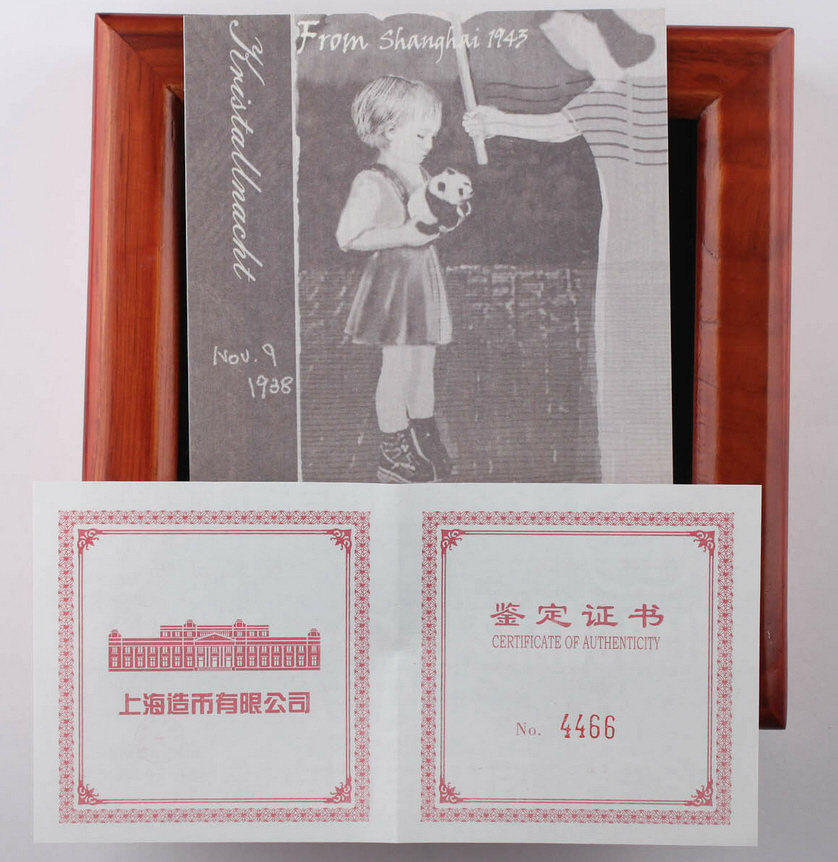 From Shanghai 1943
Kristallnacht
Nov. 9
1938
上海造币有限公司
鉴定证书
CERTIFICATE OF AUTHENTICITY
No. 4466